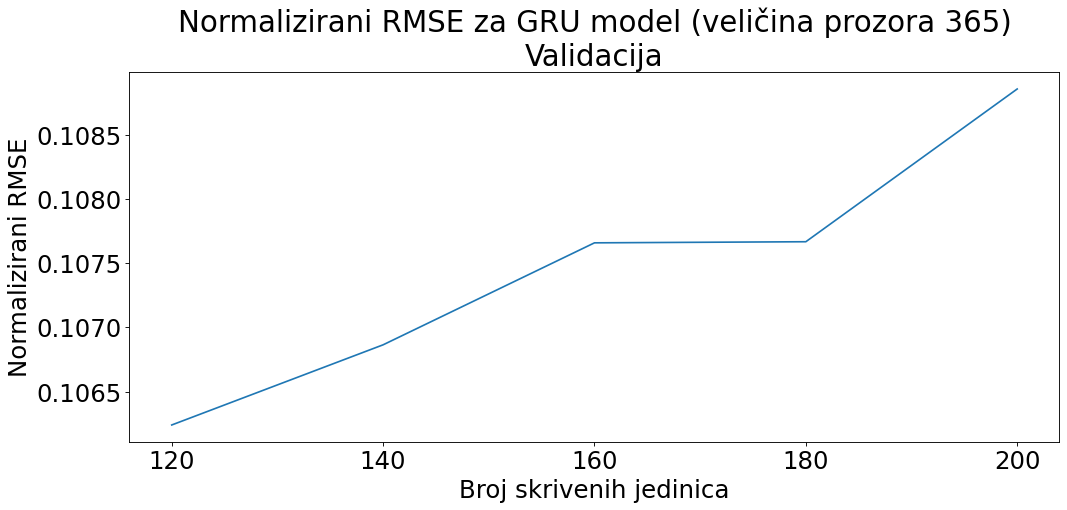 Normalizirani RMSE za GRU model (veličina prozora 365)
Validacija
Normalizirani RMSE
0.1085
0.1080
0.1075
0.1070
0.1065
120 140 160 180 200
Broj skrivenih jedinica